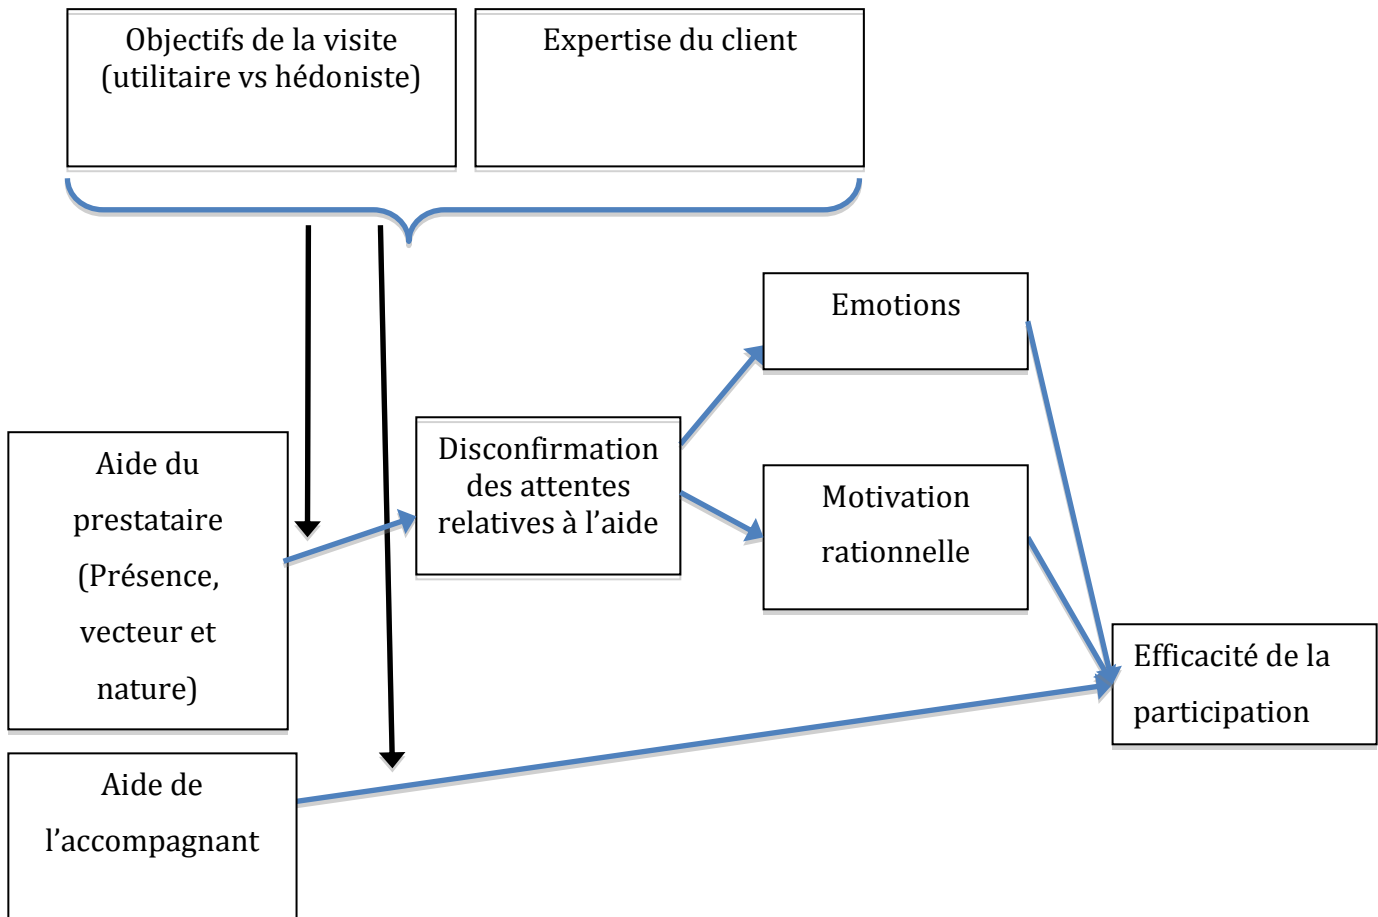 Objectifs de la visite
(utilitaire vs hédoniste)
Expertise du client
Emotions
Disconfirmation
des attentes
relatives à l’aide
Aide du
prestataire
(Présence,
vecteur et
nature)
Motivation
rationnelle
Efficacité de la
participation
Aide de
l’accompagnant